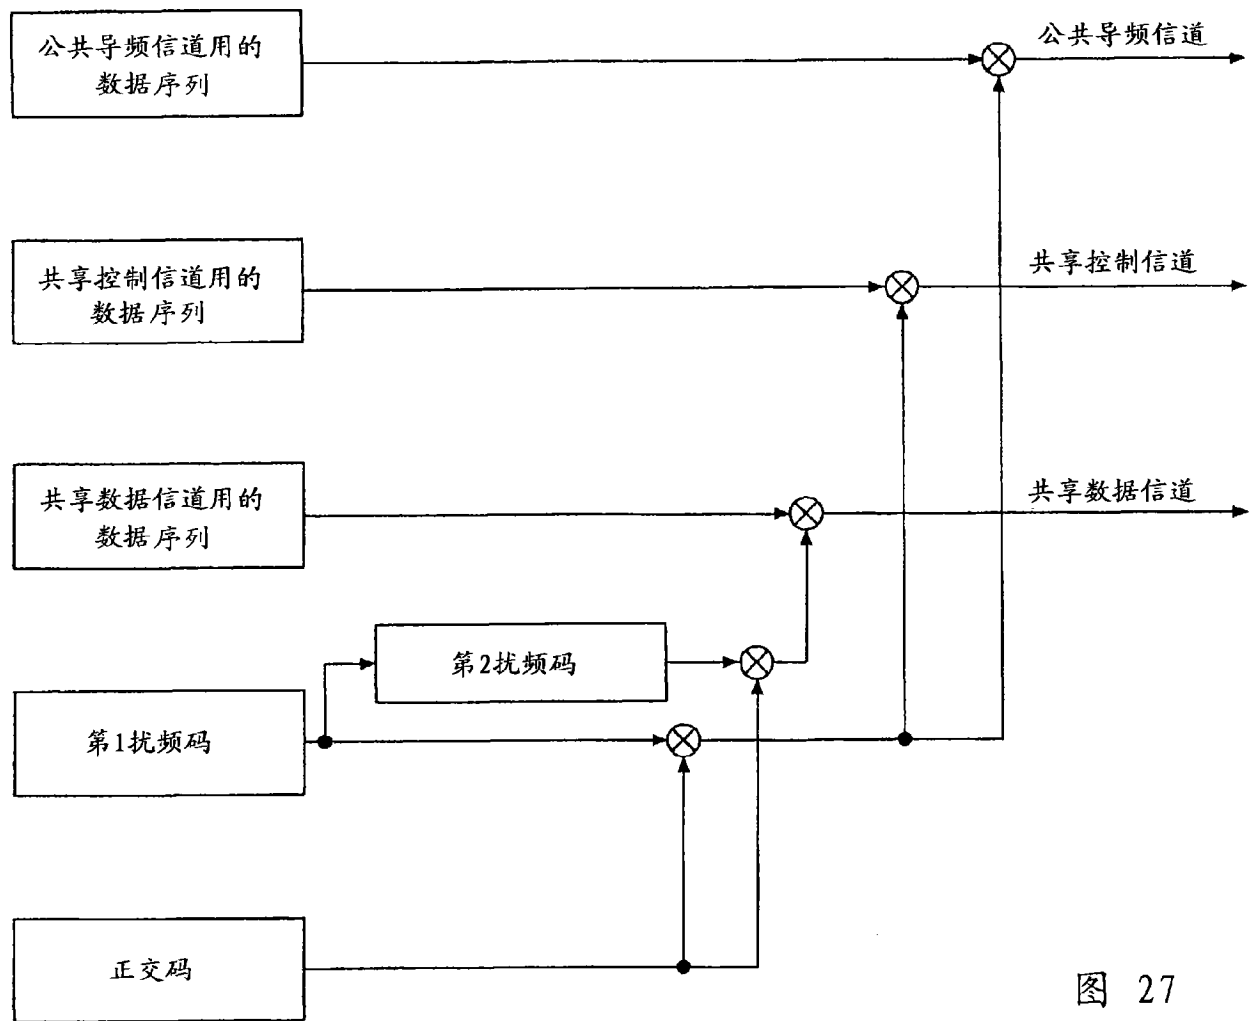 公共导频信道用的
数据序列
公共导频信道
共享控制信道用的
数据序列
共享控制信道
共享数据信道用的
数据序列
共享数据信道
第2扰频码
第1扰频码
正交码
图 27